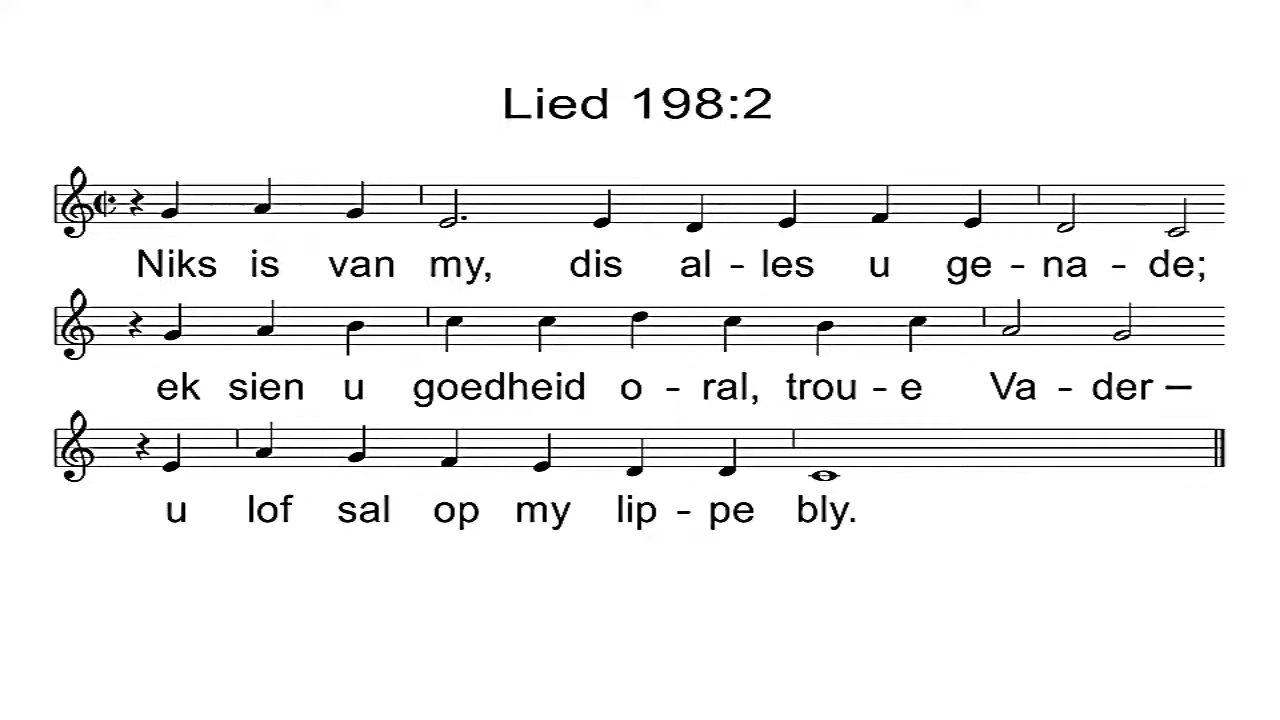 Lied 198:2
Niks is van my, dis al - les u ge - na - de;
ek sien u goedheid o - ral, trou - e Va - der –
u lof sal op my lip - pe bly.